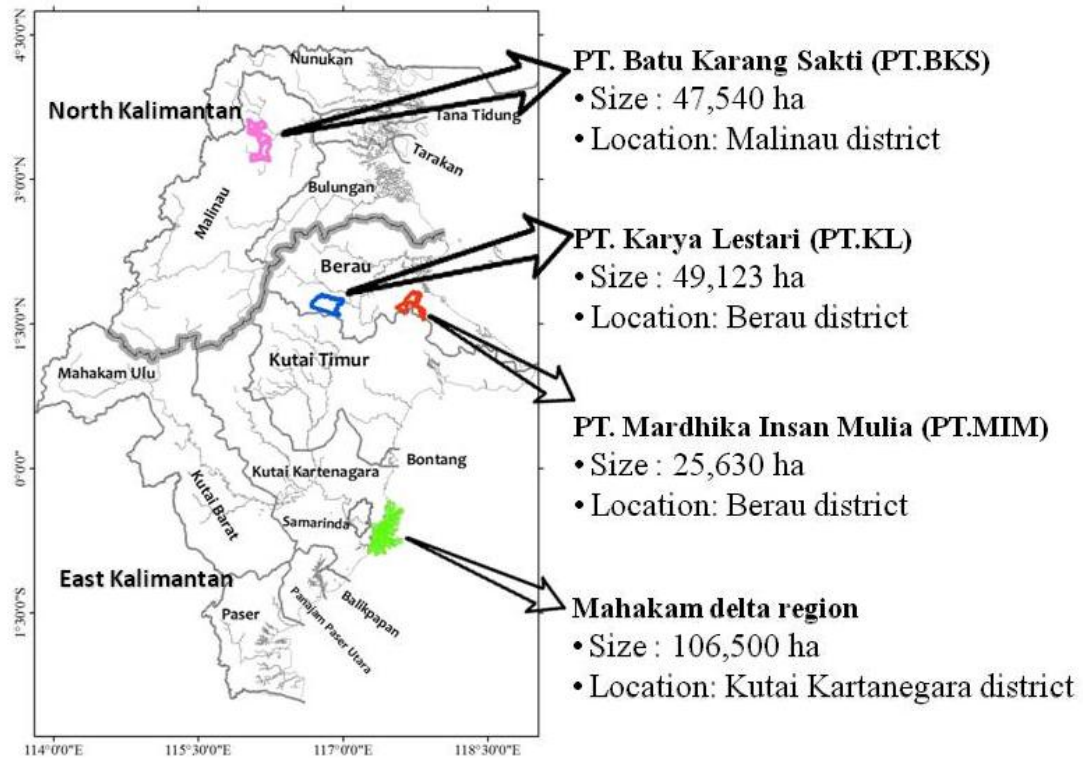 4°30'0"N
3°0'0"N
1°30'0"N
0°0'0"
1°30'0"S
114°0'0"E
115°30'0"E
117°0'0"E
118°30'0"E
Nunukan
North Kalimantan
Tana Tidung
Tarakan
Malinau
Bulungan
Berau
Kutai Timur
Mahakam Ulu
Kutai Kartenagara
Bontang
Kutai Barat
Samarinda
East Kalimantan
Paser
Panajam Paser Utara
Balikpapan
PT. Batu Karang Sakti (PT.BKS)
• Size : 47,540 ha
• Location: Malinau district
PT. Karya Lestari (PT.KL)
• Size : 49,123 ha
• Location: Berau district
PT. Mardhika Insan Mulia (PT.MIM)
• Size : 25,630 ha
• Location: Berau district
Mahakam delta region
• Size : 106,500 ha
• Location: Kutai Kartanegara district